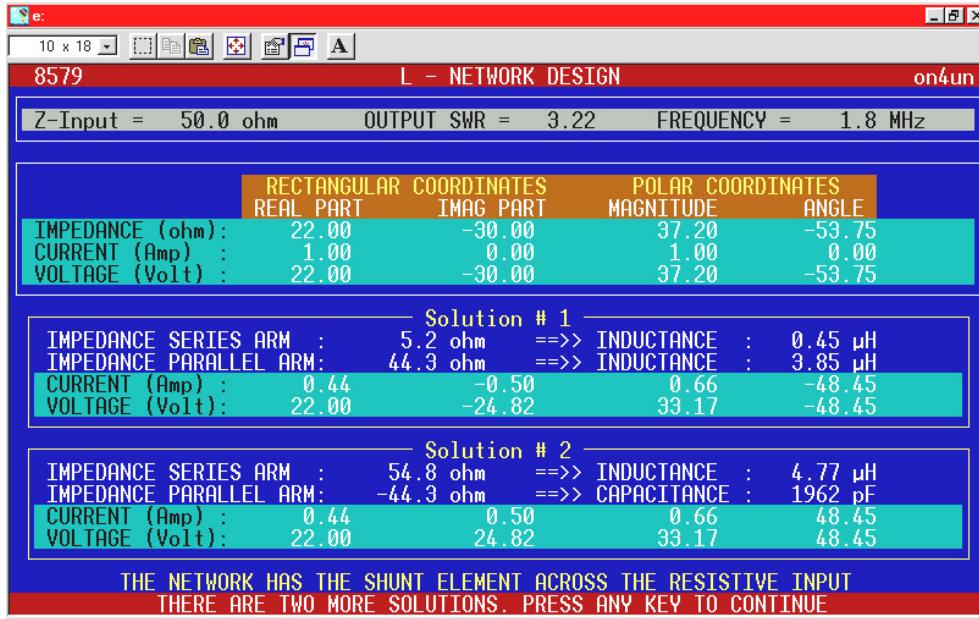 e:
10 x 18
A
8579 L - NETWORK DESIGN on4un
Z-Input = 50.0 ohm OUTPUT SWR = 3.22 FREQUENCY = 1.8 MHz
RECTANGULAR COORDINATES POLAR COORDINATES
REAL PART IMAG PART MAGNITUDE ANGLE
IMPEDANCE (ohm): 22.00 -30.00 37.20 -53.75
CURRENT (Amp) : 1.00 0.00 1.00 0.00
VOLTAGE (Volt) : 22.00 -30.00 37.20 -53.75
Solution # 1
IMPEDANCE SERIES ARM : 5.2 ohm ==>> INDUCTANCE : 0.45 µH
IMPEDANCE PARALLEL ARM: 44.3 ohm ==>> INDUCTANCE : 3.85 µH
CURRENT (Amp) : 0.44 -0.50 0.66 -48.45
VOLTAGE (Volt): 22.00 -24.82 33.17 -48.45
Solution # 2
IMPEDANCE SERIES ARM : 54.8 ohm ==>> INDUCTANCE : 4.77 µH
IMPEDANCE PARALLEL ARM: -44.3 ohm ==>> CAPACITANCE : 1962 pF
CURRENT (Amp) : 0.44 0.50 0.66 48.45
VOLTAGE (Volt): 22.00 24.82 33.17 48.45
THE NETWORK HAS THE SHUNT ELEMENT ACROSS THE RESISTIVE INPUT
THERE ARE TWO MORE SOLUTIONS. PRESS ANY KEY TO CONTINUE